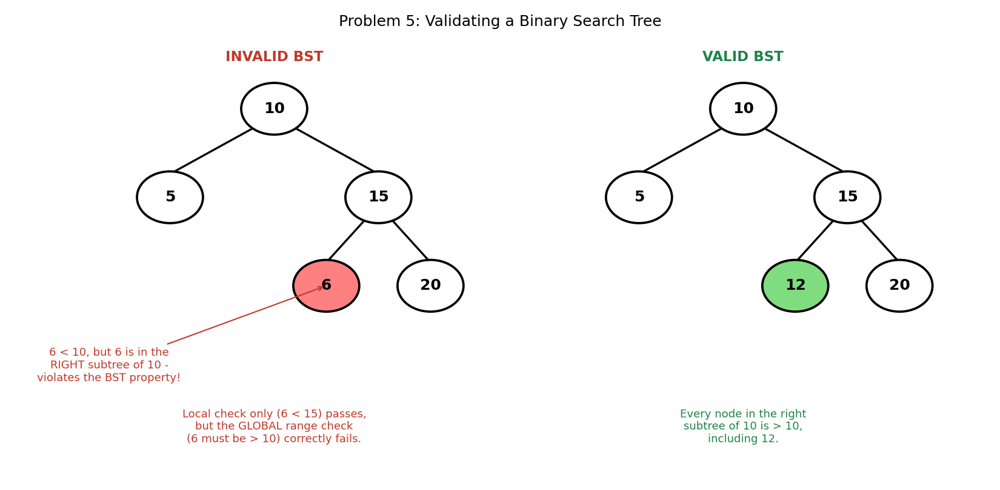 Problem 5: Validating a Binary Search Tree
INVALID BST
10
5
15
6
20
6 < 10, but 6 is in the
RIGHT subtree of 10 -
violates the BST property!
Local check only (6 < 15) passes,
but the GLOBAL range check
(6 must be > 10) correctly fails.
VALID BST
10
5
15
12
20
Every node in the right
subtree of 10 is > 10,
including 12.